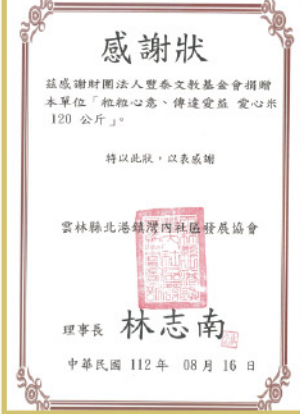 感謝狀
茲感謝財團法人豐泰文教基金會捐贈
本單位「粒粒心意、傳達愛益 愛心米
120 公斤」。
特以此狀,以表感謝
雲林縣北港鎮灣內社區發展協會
理事長 林志南
中華民國 112 年 08 月 16 日